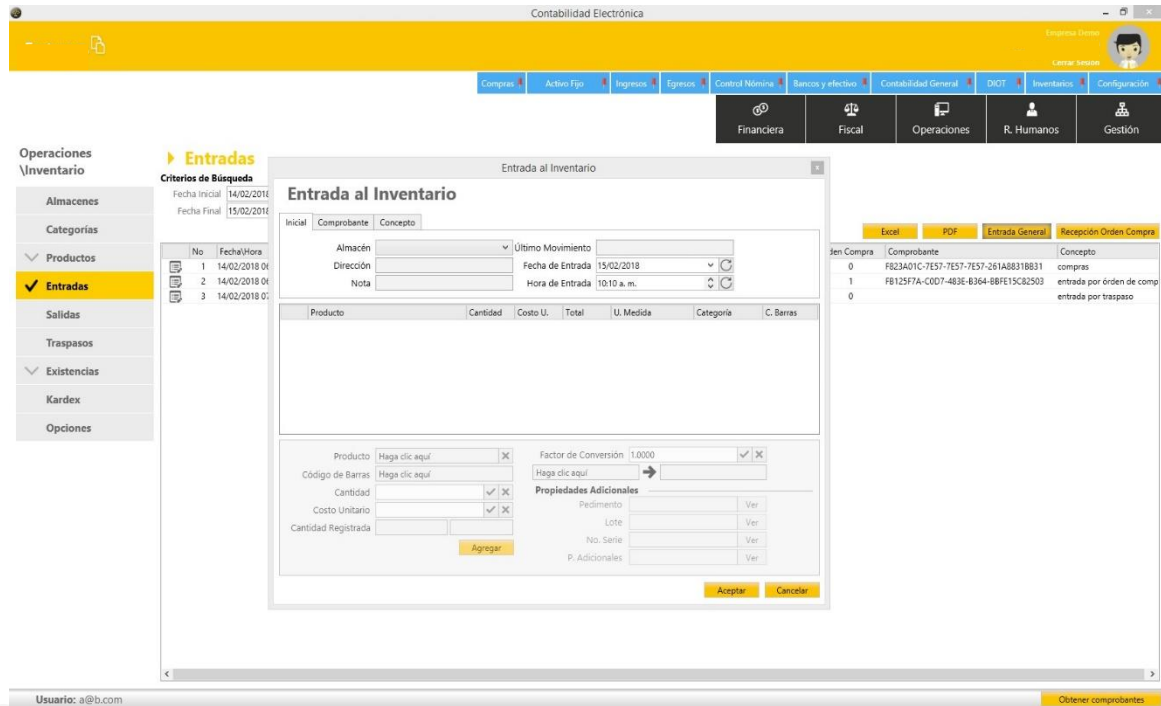 Contabilidad Electrónica
Empresa Demo
Cerrar Sesión
Compras Activo Fijo Ingresos Egresos Control Nómina Bancos y efectivo Contabilidad General DIOT Inventarios Configuración
Financiera Fiscal Operaciones R. Humanos Gestión
Operaciones
\Inventario
Almacenes
Categorías
Productos
Entradas
Salidas
Traspasos
Existencias
Kardex
Opciones
Entradas
Criterios de Búsqueda
Fecha Inicial 14/02/2018
Fecha Final 15/02/2018
Excel PDF Entrada General Recepción Orden Compra
No Fecha\Hora
1 14/02/2018 06
2 14/02/2018 06
3 14/02/2018 07
den Compra Comprobante Concepto
0 F823A01C-7E57-7E57-7E57-261A8831BB31 compras
1 FB125F7A-C0D7-483E-B364-BBFE15C82503 entrada por órden de comp
0 entrada por traspaso
Entrada al Inventario
Entrada al Inventario
Inicial Comprobante Concepto
Almacén Último Movimiento
Dirección Fecha de Entrada 15/02/2018
Nota Hora de Entrada 10:10 a. m.
Producto Cantidad Costo U. Total U. Medida Categoría C. Barras
Producto Haga clic aquí Factor de Conversión 1.0000
Código de Barras Haga clic aquí Haga clic aquí
Cantidad Propiedades Adicionales
Costo Unitario Pedimento Ver
Cantidad Registrada Lote Ver
No. Serie Ver
Agregar P. Adicionales Ver
Aceptar Cancelar
Usuario: a@b.com
Obtener comprobantes